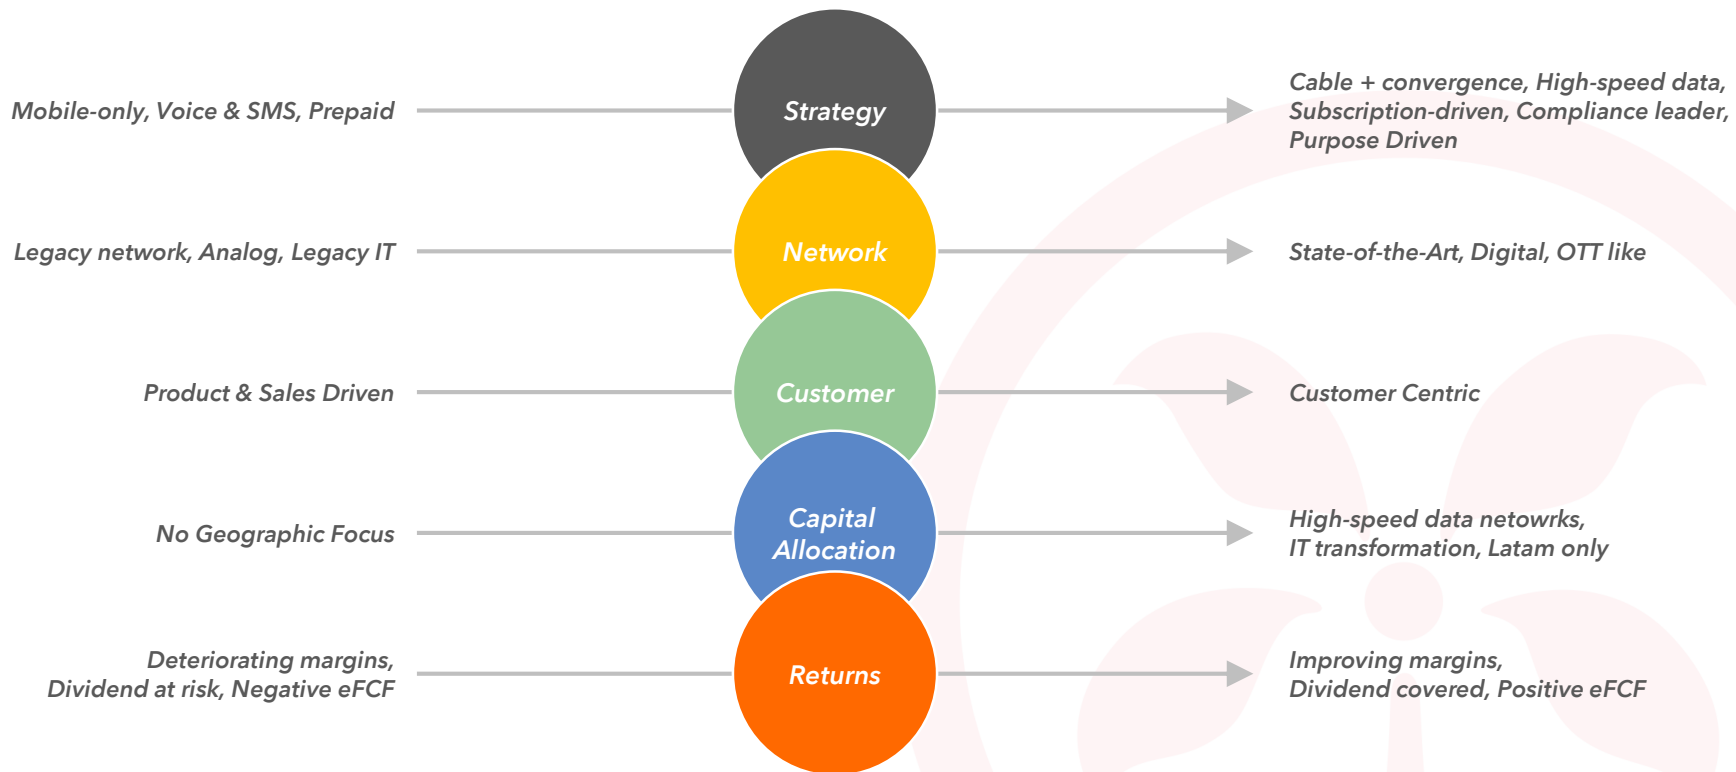 Mobile-only, Voice & SMS, Prepaid
Strategy
Cable + convergence, High-speed data,
Subscription-driven, Compliance leader,
Purpose Driven
Legacy network, Analog, Legacy IT
Network
State-of-the-Art, Digital, OTT like
Product & Sales Driven
Customer
Customer Centric
No Geographic Focus
Capital
Allocation
High-speed data netowrks,
IT transformation, Latam only
Deteriorating margins,
Dividend at risk, Negative eFCF
Returns
Improving margins,
Dividend covered, Positive eFCF